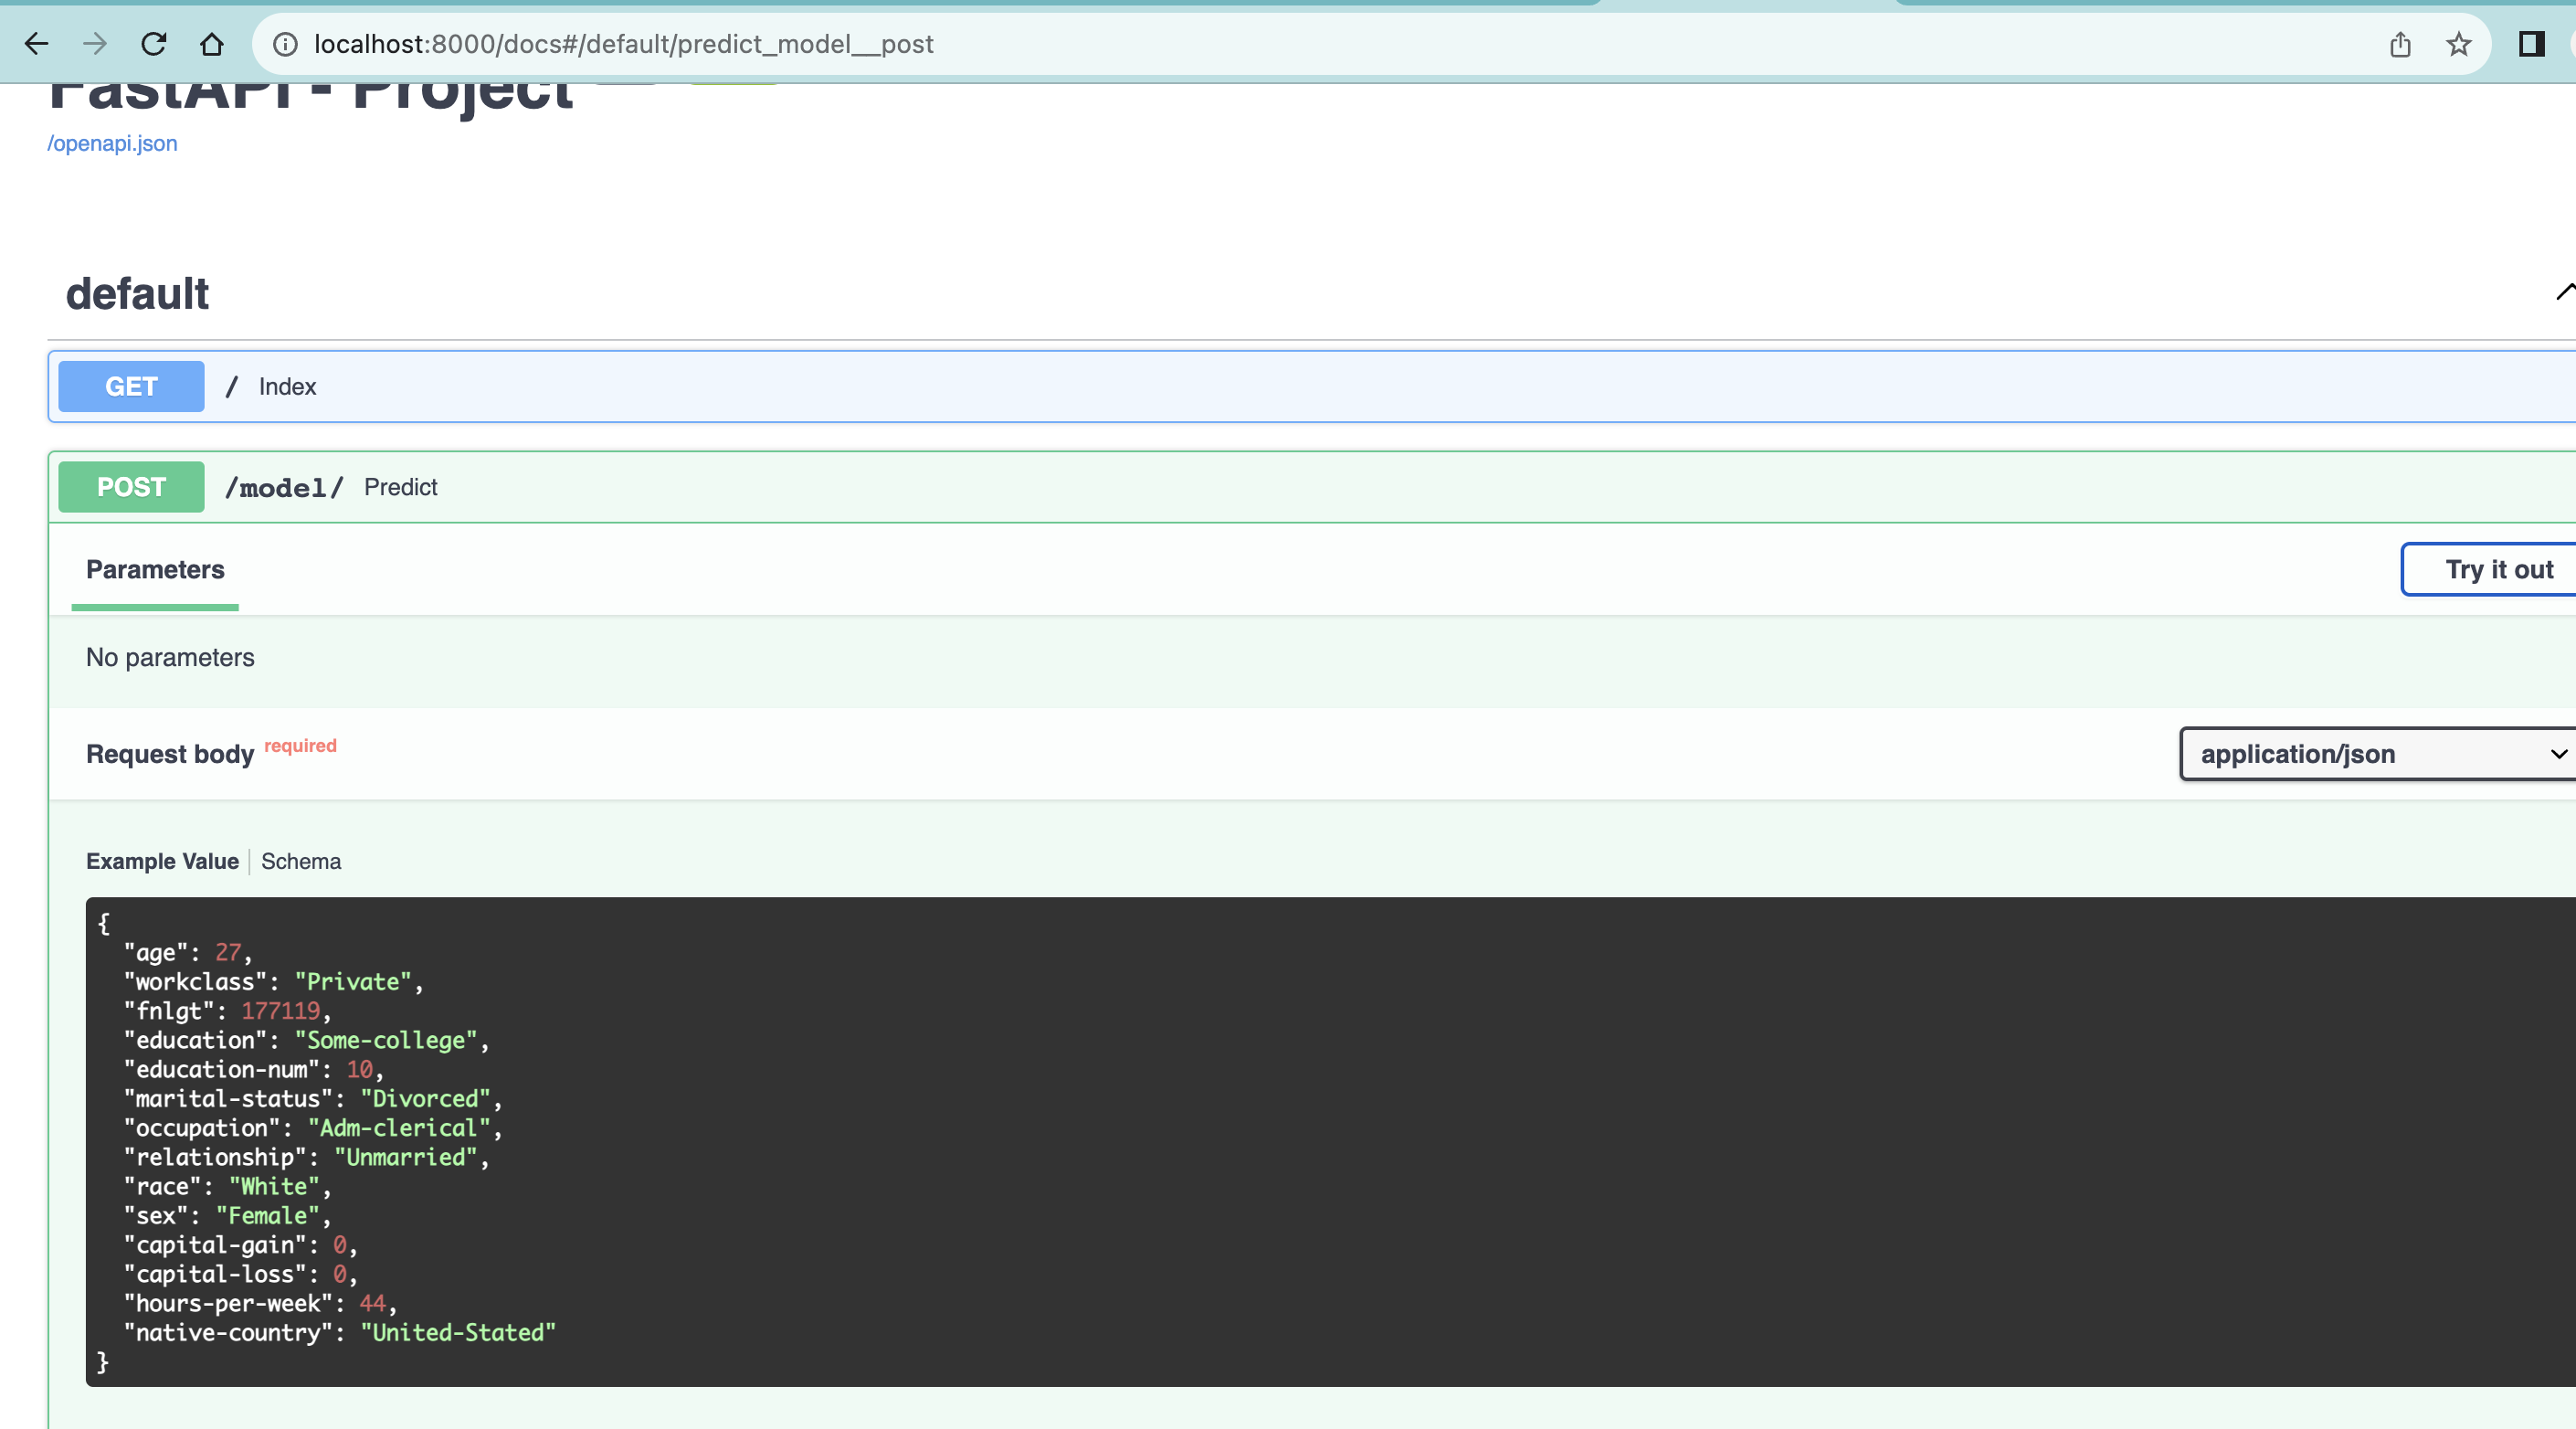 localhost:8000/docs#/default/predict_model__post
FastAPI - Project
/openapi.json
default
GET / Index
POST /model/ Predict
Parameters
Try it out
No parameters
Request body required
application/json
Example Value Schema
{
"age": 27,
"workclass": "Private",
"fnlgt": 177119,
"education": "Some-college",
"education-num": 10,
"marital-status": "Divorced",
"occupation": "Adm-clerical",
"relationship": "Unmarried",
"race": "White",
"sex": "Female",
"capital-gain": 0,
"capital-loss": 0,
"hours-per-week": 44,
"native-country": "United-Stated"
}